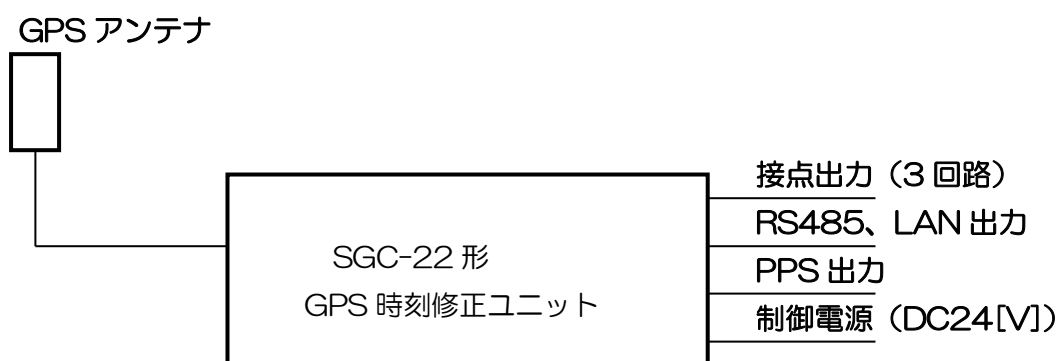 GPS アンテナ
接点出力（3 回路）
RS485、LAN 出力
SGC-22 形
PPS 出力
GPS 時刻修正ユニット
制御電源（DC24[V]）